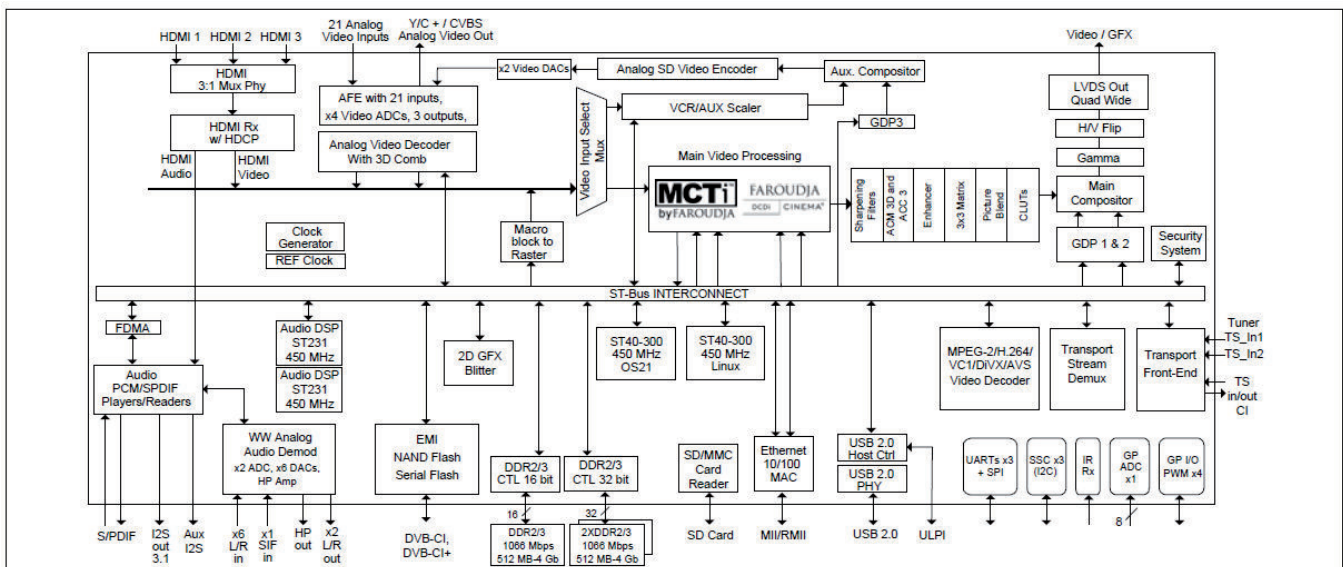 HDMI 1 HDMI 2 HDMI 3
21 Analog
Video Inputs
Y/C + / CVBS
Analog Video Out
Video / GFX
HDMI
3:1 Mux Phy
AFE with 21 inputs,
x4 Video ADCs, 3 outputs,
x2 Video DACs
Analog SD Video Encoder
Aux. Compositor
LVDS Out
Quad Wide
HDMI Rx
w/ HDCP
Analog Video Decoder
With 3D Comb
Video Input Select
Mux
VCR/AUX Scaler
GDP3
H/V Flip
Gamma
HDMI
Audio
HDMI
Video
Main Video Processing
MCTi
byFAROUDJA
FAROUDJA
DCDi CINEMA
Sharpening
Filters
ACM 3D and
ACC 3
Enhancer
3x3 Matrix
Picture
Blend
CLUTs
Main
Compositor
Clock
Generator
REF Clock
Macro
block to
Raster
GDP 1 & 2
Security
System
ST-Bus INTERCONNECT
FDMA
Audio DSP
ST231
450 MHz
Audio DSP
ST231
450 MHz
2D GFX
Blitter
ST40-300
450 MHz
OS21
ST40-300
450 MHz
Linux
MPEG-2/H.264/
VC1/DiVX/AVS
Video Decoder
Transport
Stream
Demux
Transport
Front-End
Tuner
TS_In1
TS_In2
TS
in/out
CI
Audio
PCM/SPDIF
Players/Readers
WW Analog
Audio Demod
x2 ADC, x6 DACs,
HP Amp
EMI
NAND Flash
Serial Flash
DDR2/3
CTL 16 bit
DDR2/3
CTL 32 bit
SD/MMC
Card
Reader
Ethernet
10/100
MAC
USB 2.0
Host Ctrl
USB 2.0
PHY
UARTs x3
+ SPI
SSC x3
(I2C)
IR
Rx
GP
ADC
x1
GP I/O
PWM x4
S/PDIF
I2S
out
3.1
Aux
I2S
x6
L/R
in
x1
SIF
in
HP
out
x2
L/R
out
DVB-CI,
DVB-CI+
16
DDR2/3
1066 Mbps
512 MB-4 Gb
32
2XDDR2/3
1066 Mbps
512 MB-4 Gb
SD Card
MII/RMII
USB 2.0
ULPI
8